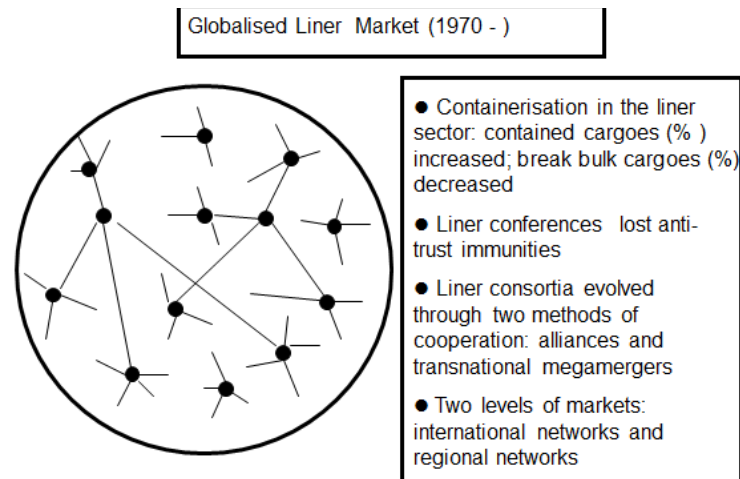 Globalised Liner Market (1970 - )
● Containerisation in the liner
sector: contained cargoes (% )
increased; break bulk cargoes (%)
decreased
● Liner conferences lost anti-
trust immunities
● Liner consortia evolved
through two methods of
cooperation: alliances and
transnational megamergers
● Two levels of markets:
international networks and
regional networks